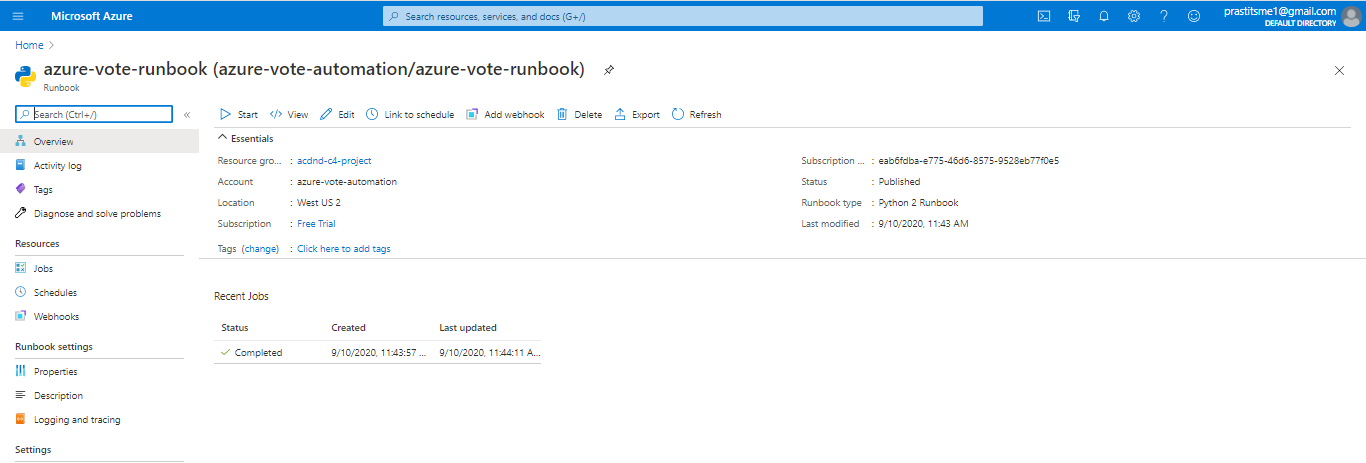 Microsoft Azure
Search resources, services, and docs (G+/)
prastitsme1@gmail.com
DEFAULT DIRECTORY
Home
azure-vote-runbook (azure-vote-automation/azure-vote-runbook)
Runbook
Search (Ctrl+/)
Overview
Activity log
Tags
Diagnose and solve problems
Resources
Jobs
Schedules
Webhooks
Runbook settings
Properties
Description
Logging and tracing
Settings
Start View Edit Link to schedule Add webhook Delete Export Refresh
Essentials
Resource gro... : acdnd-c4-project
Account : azure-vote-automation
Location : West US 2
Subscription : Free Trial
Tags (change) : Click here to add tags
Subscription ... : eab6fdba-e775-46d6-8575-9528eb77f0e5
Status : Published
Runbook type : Python 2 Runbook
Last modified : 9/10/2020, 11:43 AM
Recent Jobs
Status Created Last updated
Completed 9/10/2020, 11:43:57 ... 9/10/2020, 11:44:11 A...